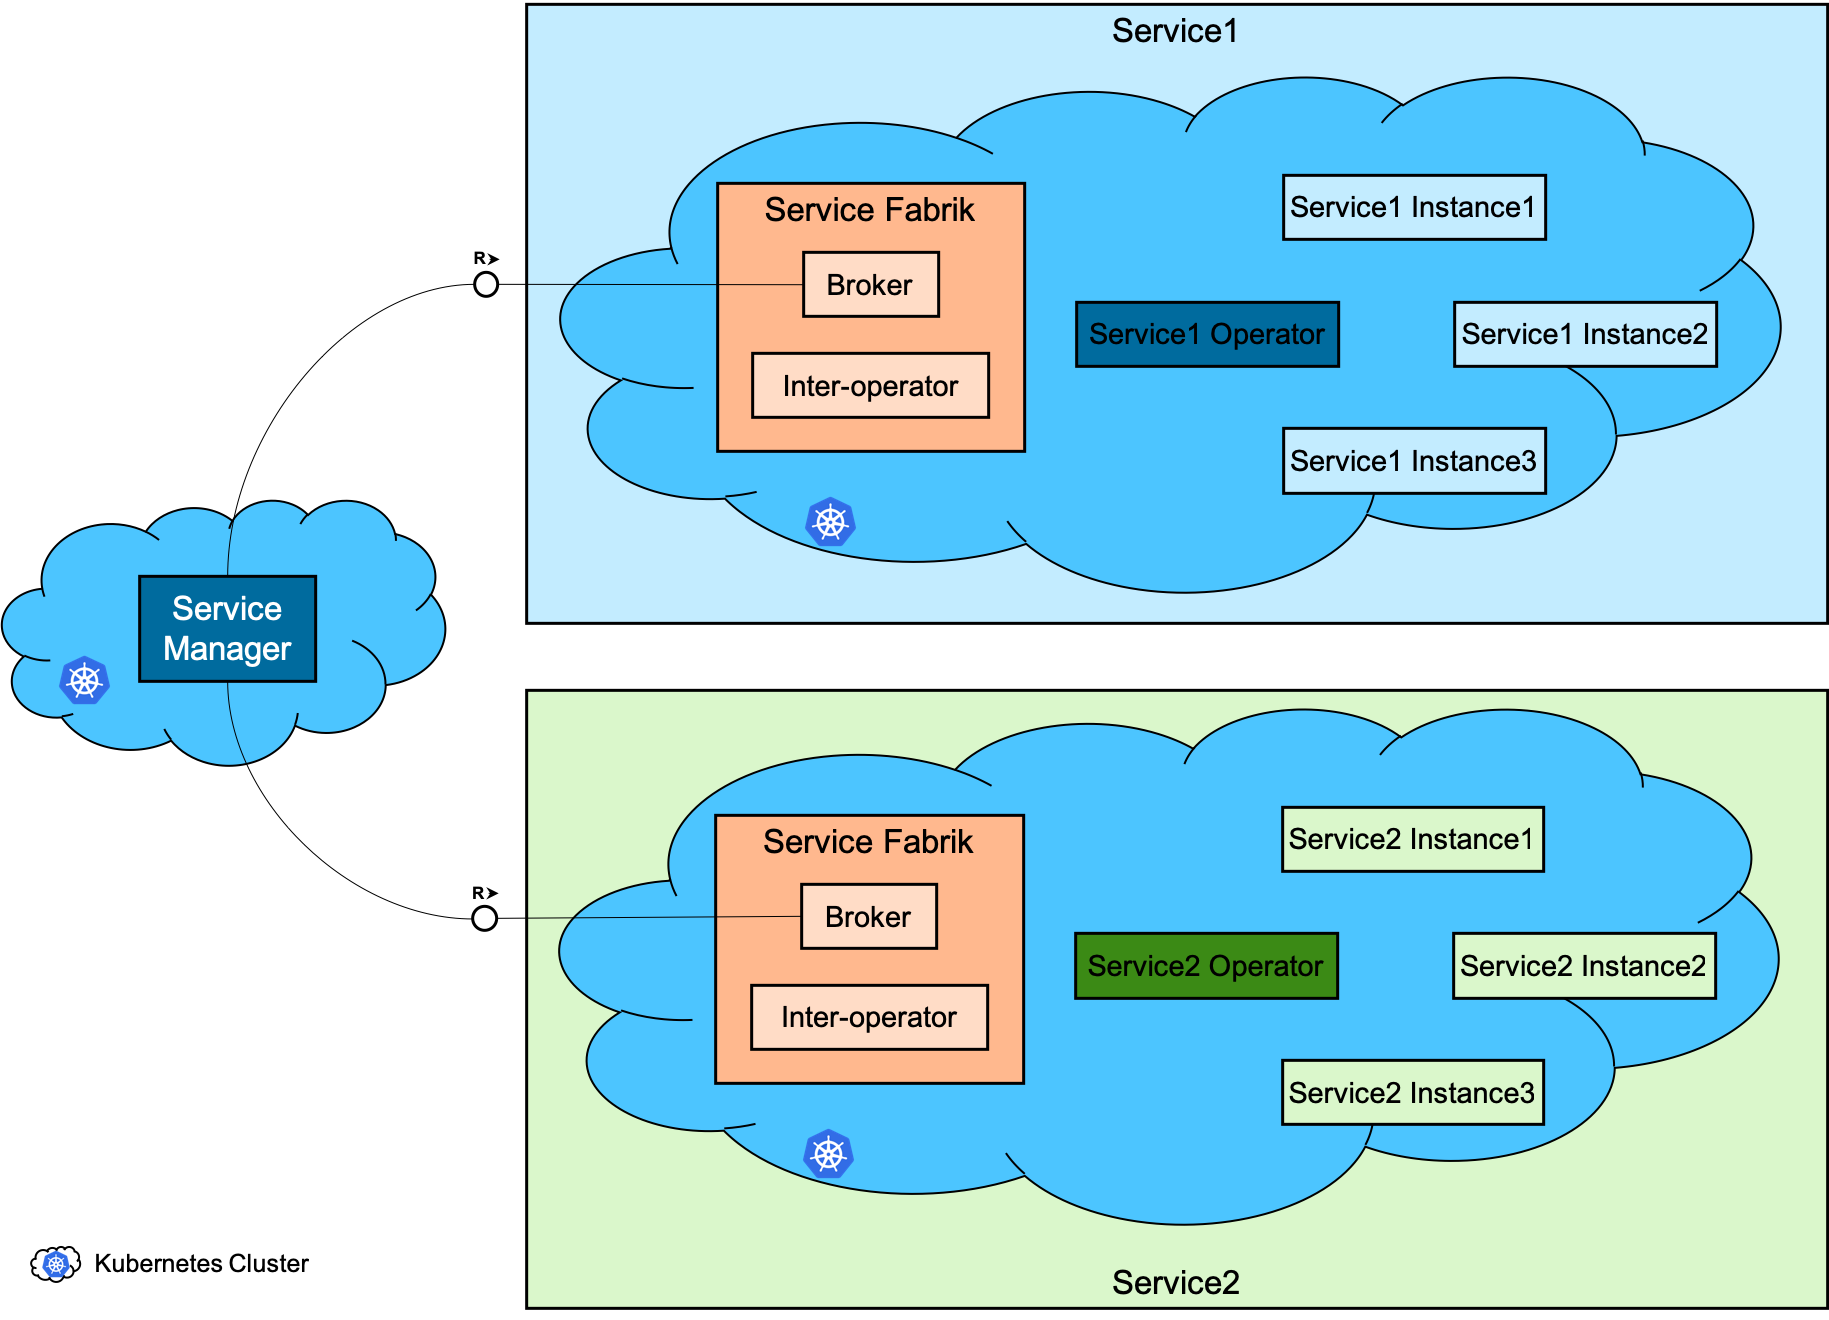 Service1
Service Fabrik
Broker
Inter-operator
Service1 Operator
Service1 Instance1
Service1 Instance2
Service1 Instance3
R
Service
Manager
R
Service Fabrik
Broker
Inter-operator
Service2 Operator
Service2 Instance1
Service2 Instance2
Service2 Instance3
Service2
Kubernetes Cluster